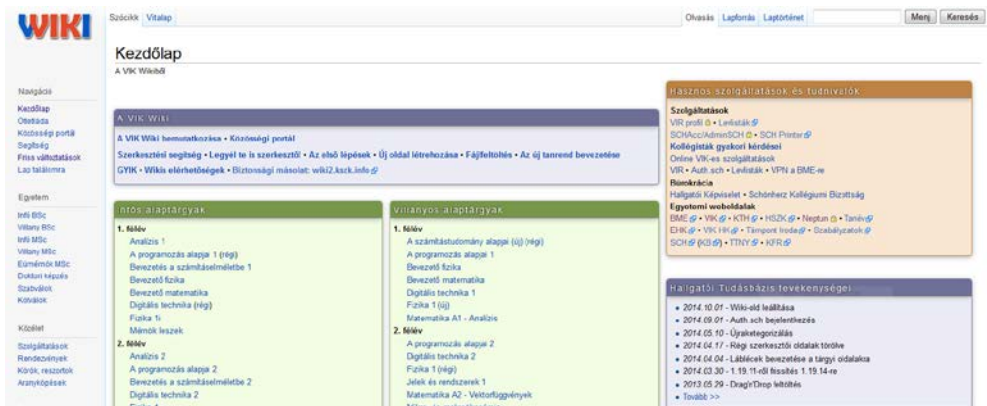 WIKI
Szócikk Vitalap
Olvasás Lapforrás Laptörténet
Menj Keresés
Kezdőlap
A VIK Wikiből
Navigáció
Kezdőlap
Közösségi portál
Segítség
Friss változtatások
Lap találomra
Egyetem
Infó BSc
Villany BSc
Infó MSc
Villany MSc
Eümérnök MSc
Doktori képzés
Szabválok
Kötválok
Közélet
Szolgáltatások
Rendezvények
Körök, reszortok
Aranyköpések
A VIK Wiki
A VIK Wiki bemutatkozása • Közösségi portál
Szerkesztési segítség • Legyél te is szerkesztő! • Az első lépések • Új oldal létrehozása • Fájlfeltöltés • Az új tanrend bevezetése
GYIK • Wikis elérhetőségek • Biztonsági másolat: wiki2.kszk.info
Infós alaptárgyak
1. félév
Analízis 1
A programozás alapjai 1 (régi)
Bevezetés a számításelméletbe 1
Bevezető fizika
Bevezető matematika
Digitális technika (régi)
Fizika 1i
Mérnök leszek
2. félév
Analízis 2
A programozás alapjai 2
Bevezetés a számításelméletbe 2
Digitális technika 2
Villanyos alaptárgyak
1. félév
A számítástudomány alapjai (új) (régi)
A programozás alapjai 1
Bevezető fizika
Bevezető matematika
Digitális technika 1
Fizika 1 (új)
Matematika A1 - Analízis
2. félév
A programozás alapjai 2
Digitális technika 2
Fizika 1 (régi)
Jelek és rendszerek 1
Matematika A2 - Vektorfüggvények
Hasznos szolgáltatások és tudnivalók
Szolgáltatások
VIR profil • Levlisták
SCHAcc/AdminSCH • SCH Printer
Kollégisták gyakori kérdései
Online VIK-es szolgáltatások
VIR • Auth.sch • Levlisták • VPN a BME-re
Bürokrácia
Hallgatói Képviselet • Schönherz Kollégiumi Bizottság
Egyetemi weboldalak
BME • VIK • KTH • HSZK • Neptun • Tanév
EHK • VIK HK • Támpont Iroda • Szabályzatok
SCH (KB) • TTNY • KFR
Hallgatói Tudásbázis tevékenységei
• 2014.10.01 - Wiki-old leállítása
• 2014.09.01 - Auth.sch bejelentkezés
• 2014.05.10 - Újrakategorizálás
• 2014.04.17 - Régi szerkesztői oldalak törölve
• 2014.04.04 - Láblécek bevezetése a tárgyi oldalakra
• 2014.03.30 - 1.19.11-ről frissítés 1.19.14-re
• 2013.05.29 - Drag'n'Drop feltöltés
• Tovább >>